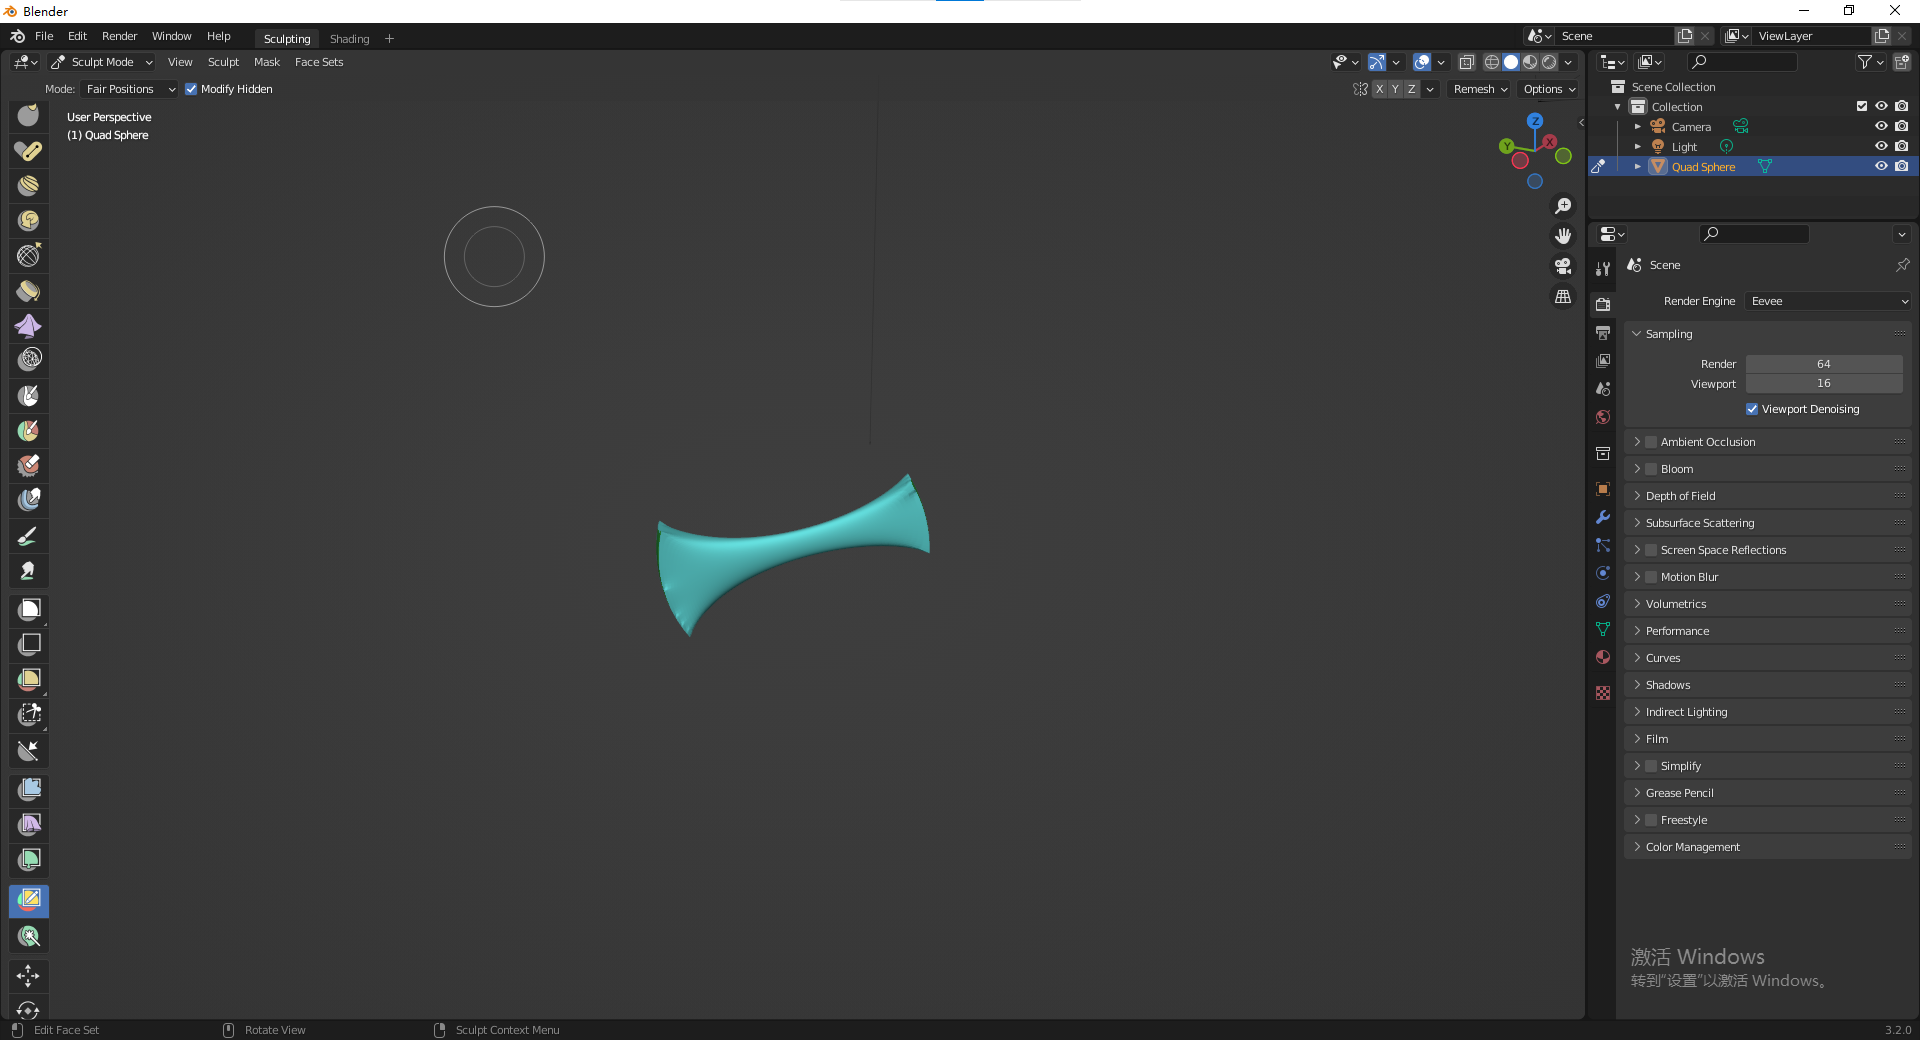 Blender
File Edit Render Window Help Sculpting Shading + Scene ViewLayer
Sculpt Mode View Sculpt Mask Face Sets
Mode: Fair Positions Modify Hidden X Y Z Remesh Options
User Perspective
(1) Quad Sphere
Z
Y
X
Scene Collection
Collection
Camera
Light
Quad Sphere
Scene
Render Engine Eevee
Sampling
Render 64
Viewport 16
Viewport Denoising
Ambient Occlusion
Bloom
Depth of Field
Subsurface Scattering
Screen Space Reflections
Motion Blur
Volumetrics
Performance
Curves
Shadows
Indirect Lighting
Film
Simplify
Grease Pencil
Freestyle
Color Management
激活 Windows
转到“设置”以激活 Windows。
Edit Face Set Rotate View Sculpt Context Menu 3.2.0